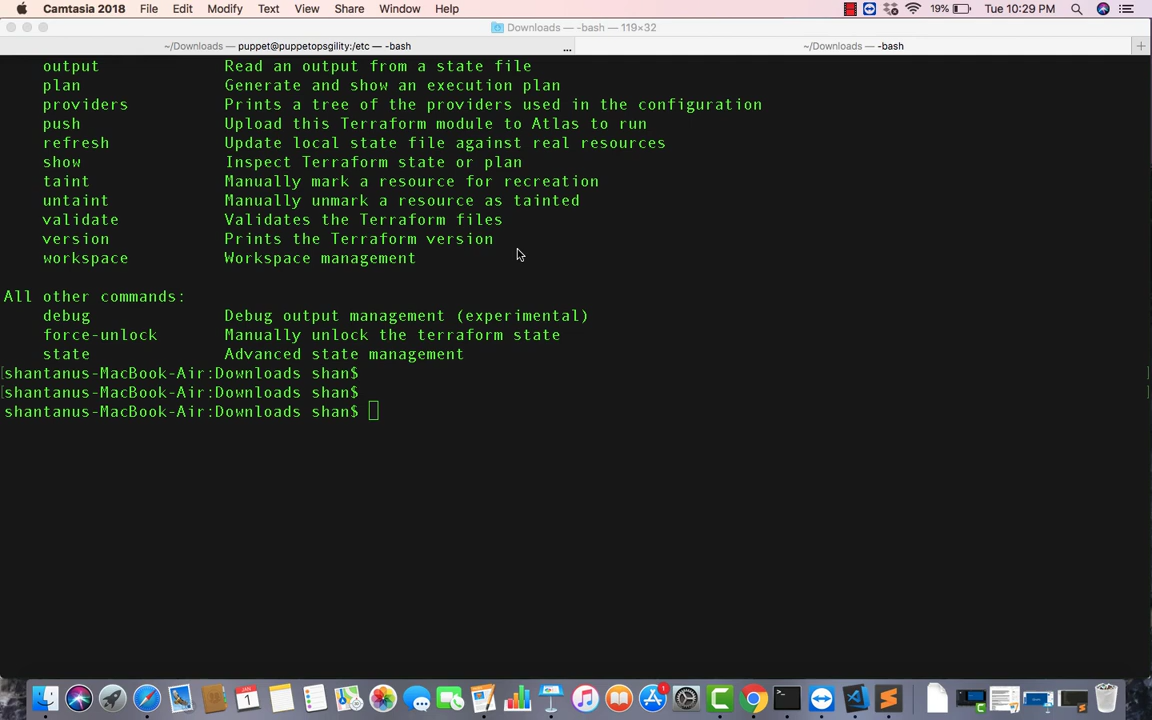 Camtasia 2018 File Edit Modify Text View Share Window Help 19% Tue 10:29 PM
Downloads — -bash — 119×32
~/Downloads — puppet@puppetopsgility:/etc — -bash ... ~/Downloads — -bash +
output Read an output from a state file
plan Generate and show an execution plan
providers Prints a tree of the providers used in the configuration
push Upload this Terraform module to Atlas to run
refresh Update local state file against real resources
show Inspect Terraform state or plan
taint Manually mark a resource for recreation
untaint Manually unmark a resource as tainted
validate Validates the Terraform files
version Prints the Terraform version
workspace Workspace management
All other commands:
debug Debug output management (experimental)
force-unlock Manually unlock the terraform state
state Advanced state management
[shantanus-MacBook-Air:Downloads shan$ ]
[shantanus-MacBook-Air:Downloads shan$ ]
shantanus-MacBook-Air:Downloads shan$
1 1